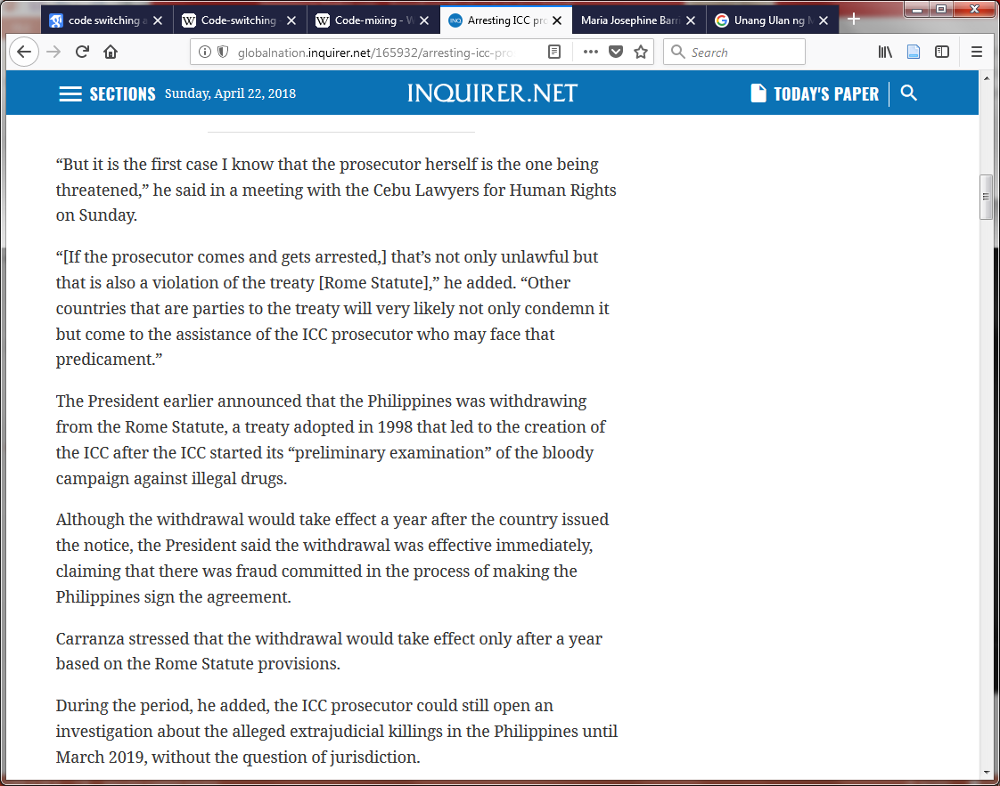 code switching a
Code-switching -
Code-mixing - W
Arresting ICC pro
Maria Josephine Barri
Unang Ulan ng M
globalnation.inquirer.net/165932/arresting-icc-pro
Search
SECTIONS Sunday, April 22, 2018
INQUIRER.NET
TODAY'S PAPER
“But it is the first case I know that the prosecutor herself is the one being
threatened,” he said in a meeting with the Cebu Lawyers for Human Rights
on Sunday.
“[If the prosecutor comes and gets arrested,] that’s not only unlawful but
that is also a violation of the treaty [Rome Statute],” he added. “Other
countries that are parties to the treaty will very likely not only condemn it
but come to the assistance of the ICC prosecutor who may face that
predicament.”
The President earlier announced that the Philippines was withdrawing
from the Rome Statute, a treaty adopted in 1998 that led to the creation of
the ICC after the ICC started its “preliminary examination” of the bloody
campaign against illegal drugs.
Although the withdrawal would take effect a year after the country issued
the notice, the President said the withdrawal was effective immediately,
claiming that there was fraud committed in the process of making the
Philippines sign the agreement.
Carranza stressed that the withdrawal would take effect only after a year
based on the Rome Statute provisions.
During the period, he added, the ICC prosecutor could still open an
investigation about the alleged extrajudicial killings in the Philippines until
March 2019, without the question of jurisdiction.